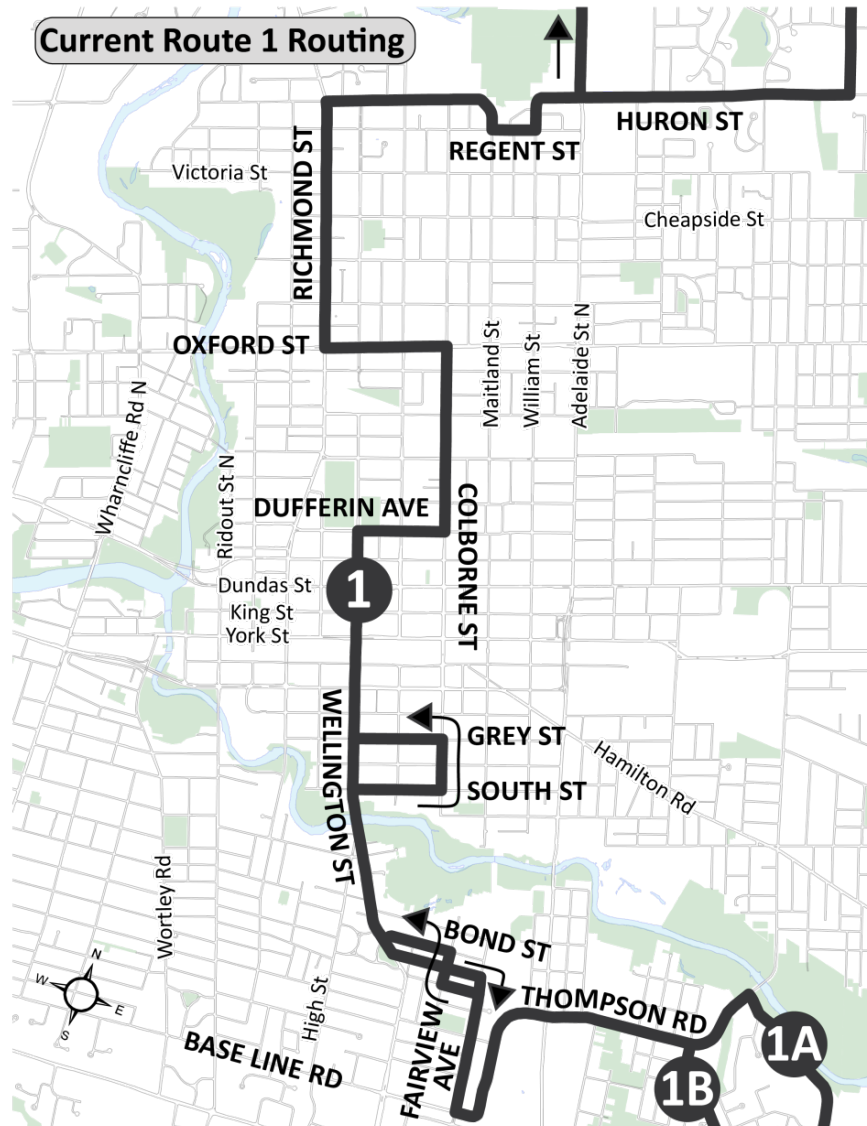 Current Route 1 Routing
HURON ST
REGENT ST
Victoria St
RICHMOND ST
Cheapside St
OXFORD ST
Maitland St
William St
Adelaide St N
Wharncliffe Rd N
Ridout St N
DUFFERIN AVE
COLBORNE ST
Dundas St
1
King St
York St
WELLINGTON ST
GREY ST
SOUTH ST
Hamilton Rd
Wortley Rd
BOND ST
High St
THOMPSON RD
FAIRVIEW
AVE
BASE LINE RD
N
W
E
S
1A
1B